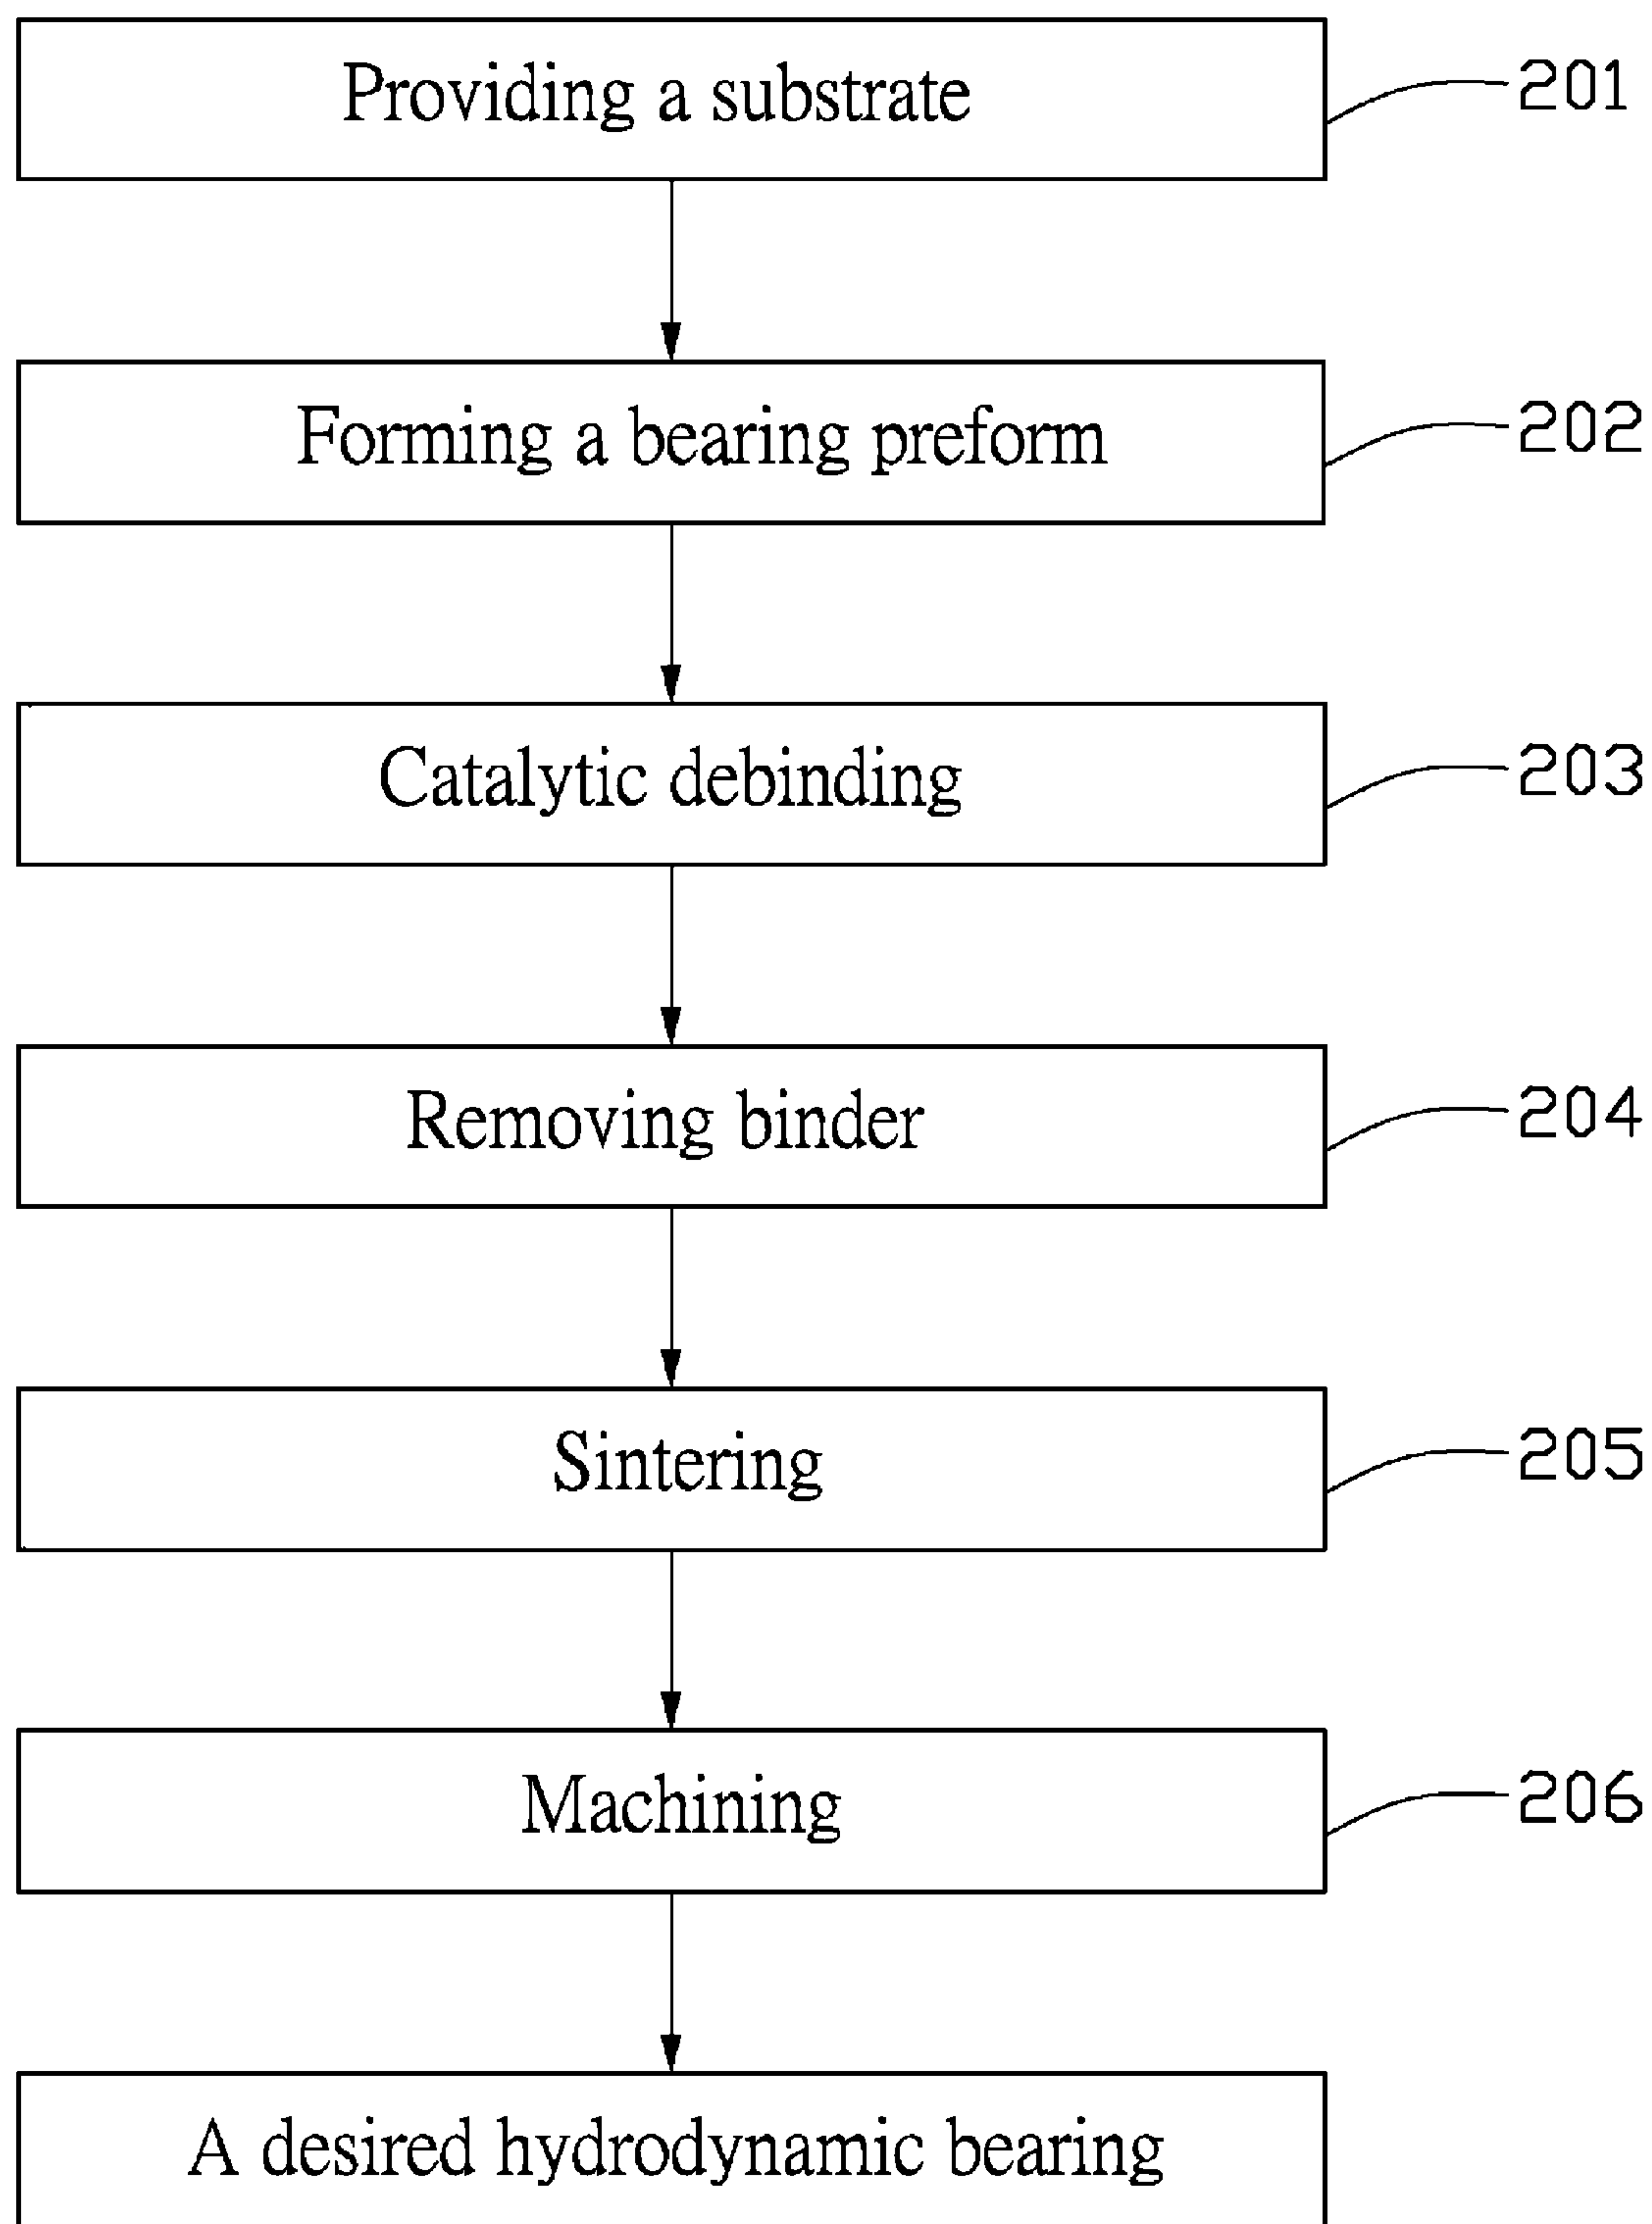 Providing a substrate 201
Forming a bearing preform 202
Catalytic debinding 203
Removing binder 204
Sintering 205
Machining 206
A desired hydrodynamic bearing